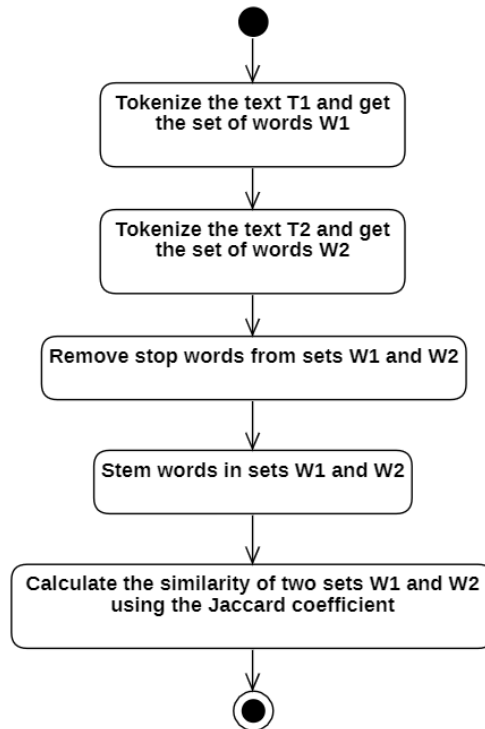 Tokenize the text T1 and get
the set of words W1
Tokenize the text T2 and get
the set of words W2
Remove stop words from sets W1 and W2
Stem words in sets W1 and W2
Calculate the similarity of two sets W1 and W2
using the Jaccard coefficient